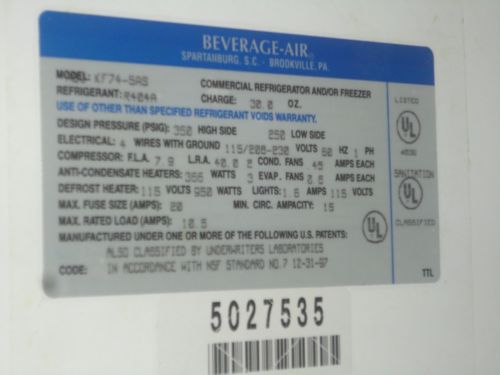 BEVERAGE-AIR®
SPARTANBURG, S.C. - BROOKVILLE, PA.
MODEL: KF74-5AS COMMERCIAL REFRIGERATOR AND/OR FREEZER
REFRIGERANT: R404A CHARGE: 30.0 OZ.
USE OF OTHER THAN SPECIFIED REFRIGERANT VOIDS WARRANTY.
DESIGN PRESSURE (PSIG) 350 HIGH SIDE 250 LOW SIDE
ELECTRICAL: 4 WIRES WITH GROUND 115/208-230 VOLTS 60 HZ 1 PH
COMPRESSOR: F.L.A. 7.9 L.R.A. 40.0 2 COND. FANS 45 AMPS EACH
ANTI-CONDENSATE HEATERS: 355 WATTS 3 EVAP. FANS 0.5 AMPS EACH
DEFROST HEATER: 115 VOLTS 950 WATTS LIGHTS: 1.5 AMPS 115 VOLTS
MAX. FUSE SIZE (AMPS) 20 MIN. CIRC. AMPACITY: 15
MAX. RATED LOAD (AMPS) 10.5
MANUFACTURED UNDER ONE OR MORE OF THE FOLLOWING U.S. PATENTS:
ALSO CLASSIFIED BY UNDERWRITERS LABORATORIES
CODE: IN ACCORDANCE WITH NSF STANDARD NO.7 12-31-97
LISTED
UL
SANITATION
UL
CLASSIFIED
UL
TTL
5027535